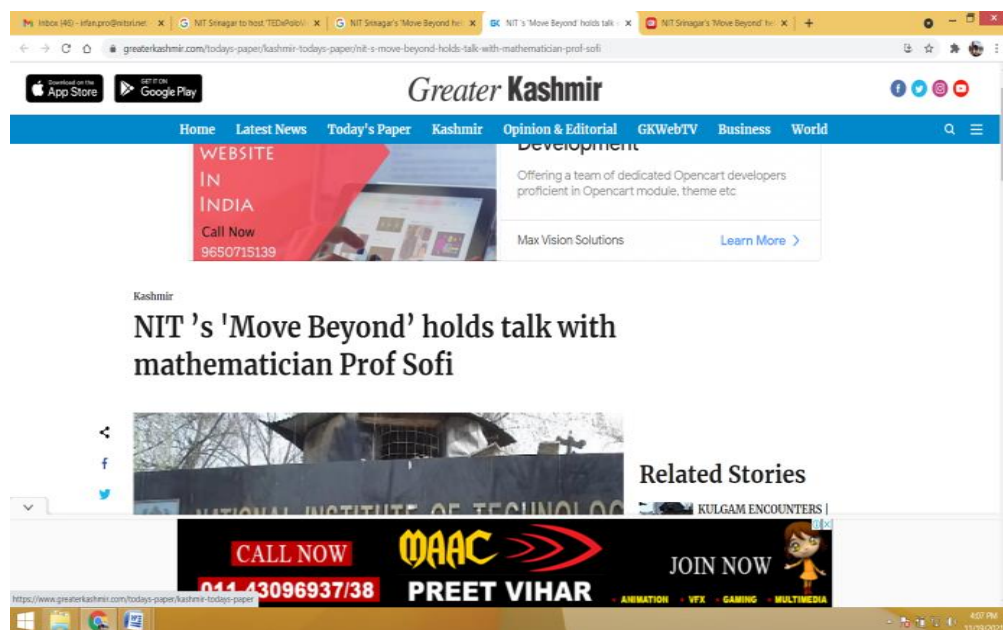 Inbox (46) - irfan.pro@nitsri.net
NIT Srinagar to host 'TEDxPoloVi
NIT Srinagar's 'Move Beyond' hol
NIT 's 'Move Beyond' holds talk
NIT Srinagar's 'Move Beyond' ho
greaterkashmir.com/todays-paper/kashmir-todays-paper/nit-s-move-beyond-holds-talk-with-mathematician-prof-sofi
Download on the
App Store
GET IT ON
Google Play
Greater Kashmir
Home Latest News Today's Paper Kashmir Opinion & Editorial GKWebTV Business World
WEBSITE
IN
INDIA
Call Now
9650715139
Development
Offering a team of dedicated Opencart developers
proficient in Opencart module, theme etc
Max Vision Solutions Learn More
Kashmir
NIT ’s 'Move Beyond’ holds talk with
mathematician Prof Sofi
NATIONAL INSTITUTE OF TECHNOLOG
Related Stories
KULGAM ENCOUNTERS |
CALL NOW
011-43096937/38
MAAC
PREET VIHAR
JOIN NOW
ANIMATION VFX GAMING MULTIMEDIA
https://www.greaterkashmir.com/todays-paper/kashmir-todays-paper
4:07 PM